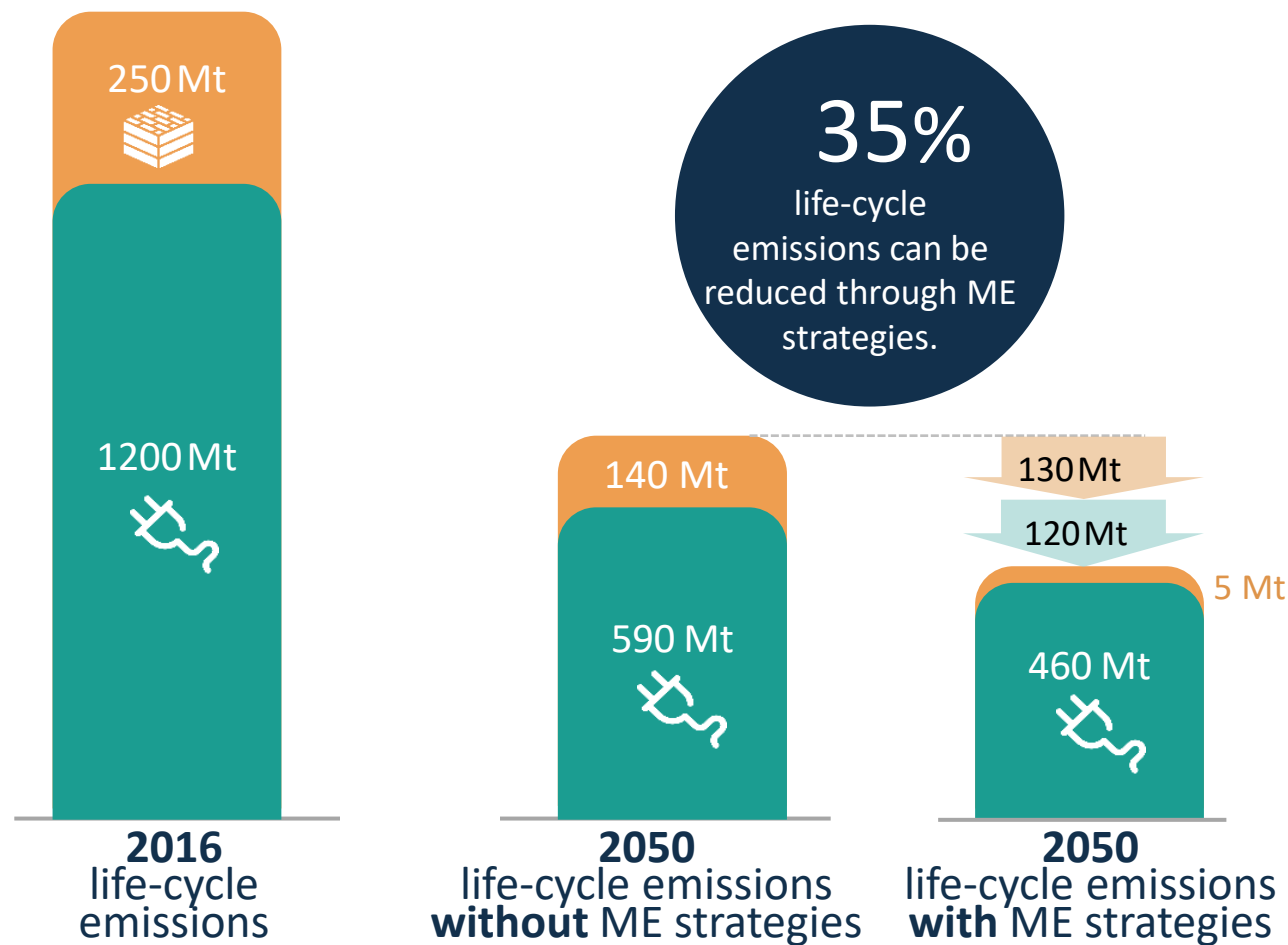 250 Mt
1200 Mt
2016
life-cycle
emissions
35%
life-cycle
emissions can be
reduced through ME
strategies.
140 Mt
590 Mt
2050
life-cycle emissions
without ME strategies
130 Mt
120 Mt
5 Mt
460 Mt
2050
life-cycle emissions
with ME strategies